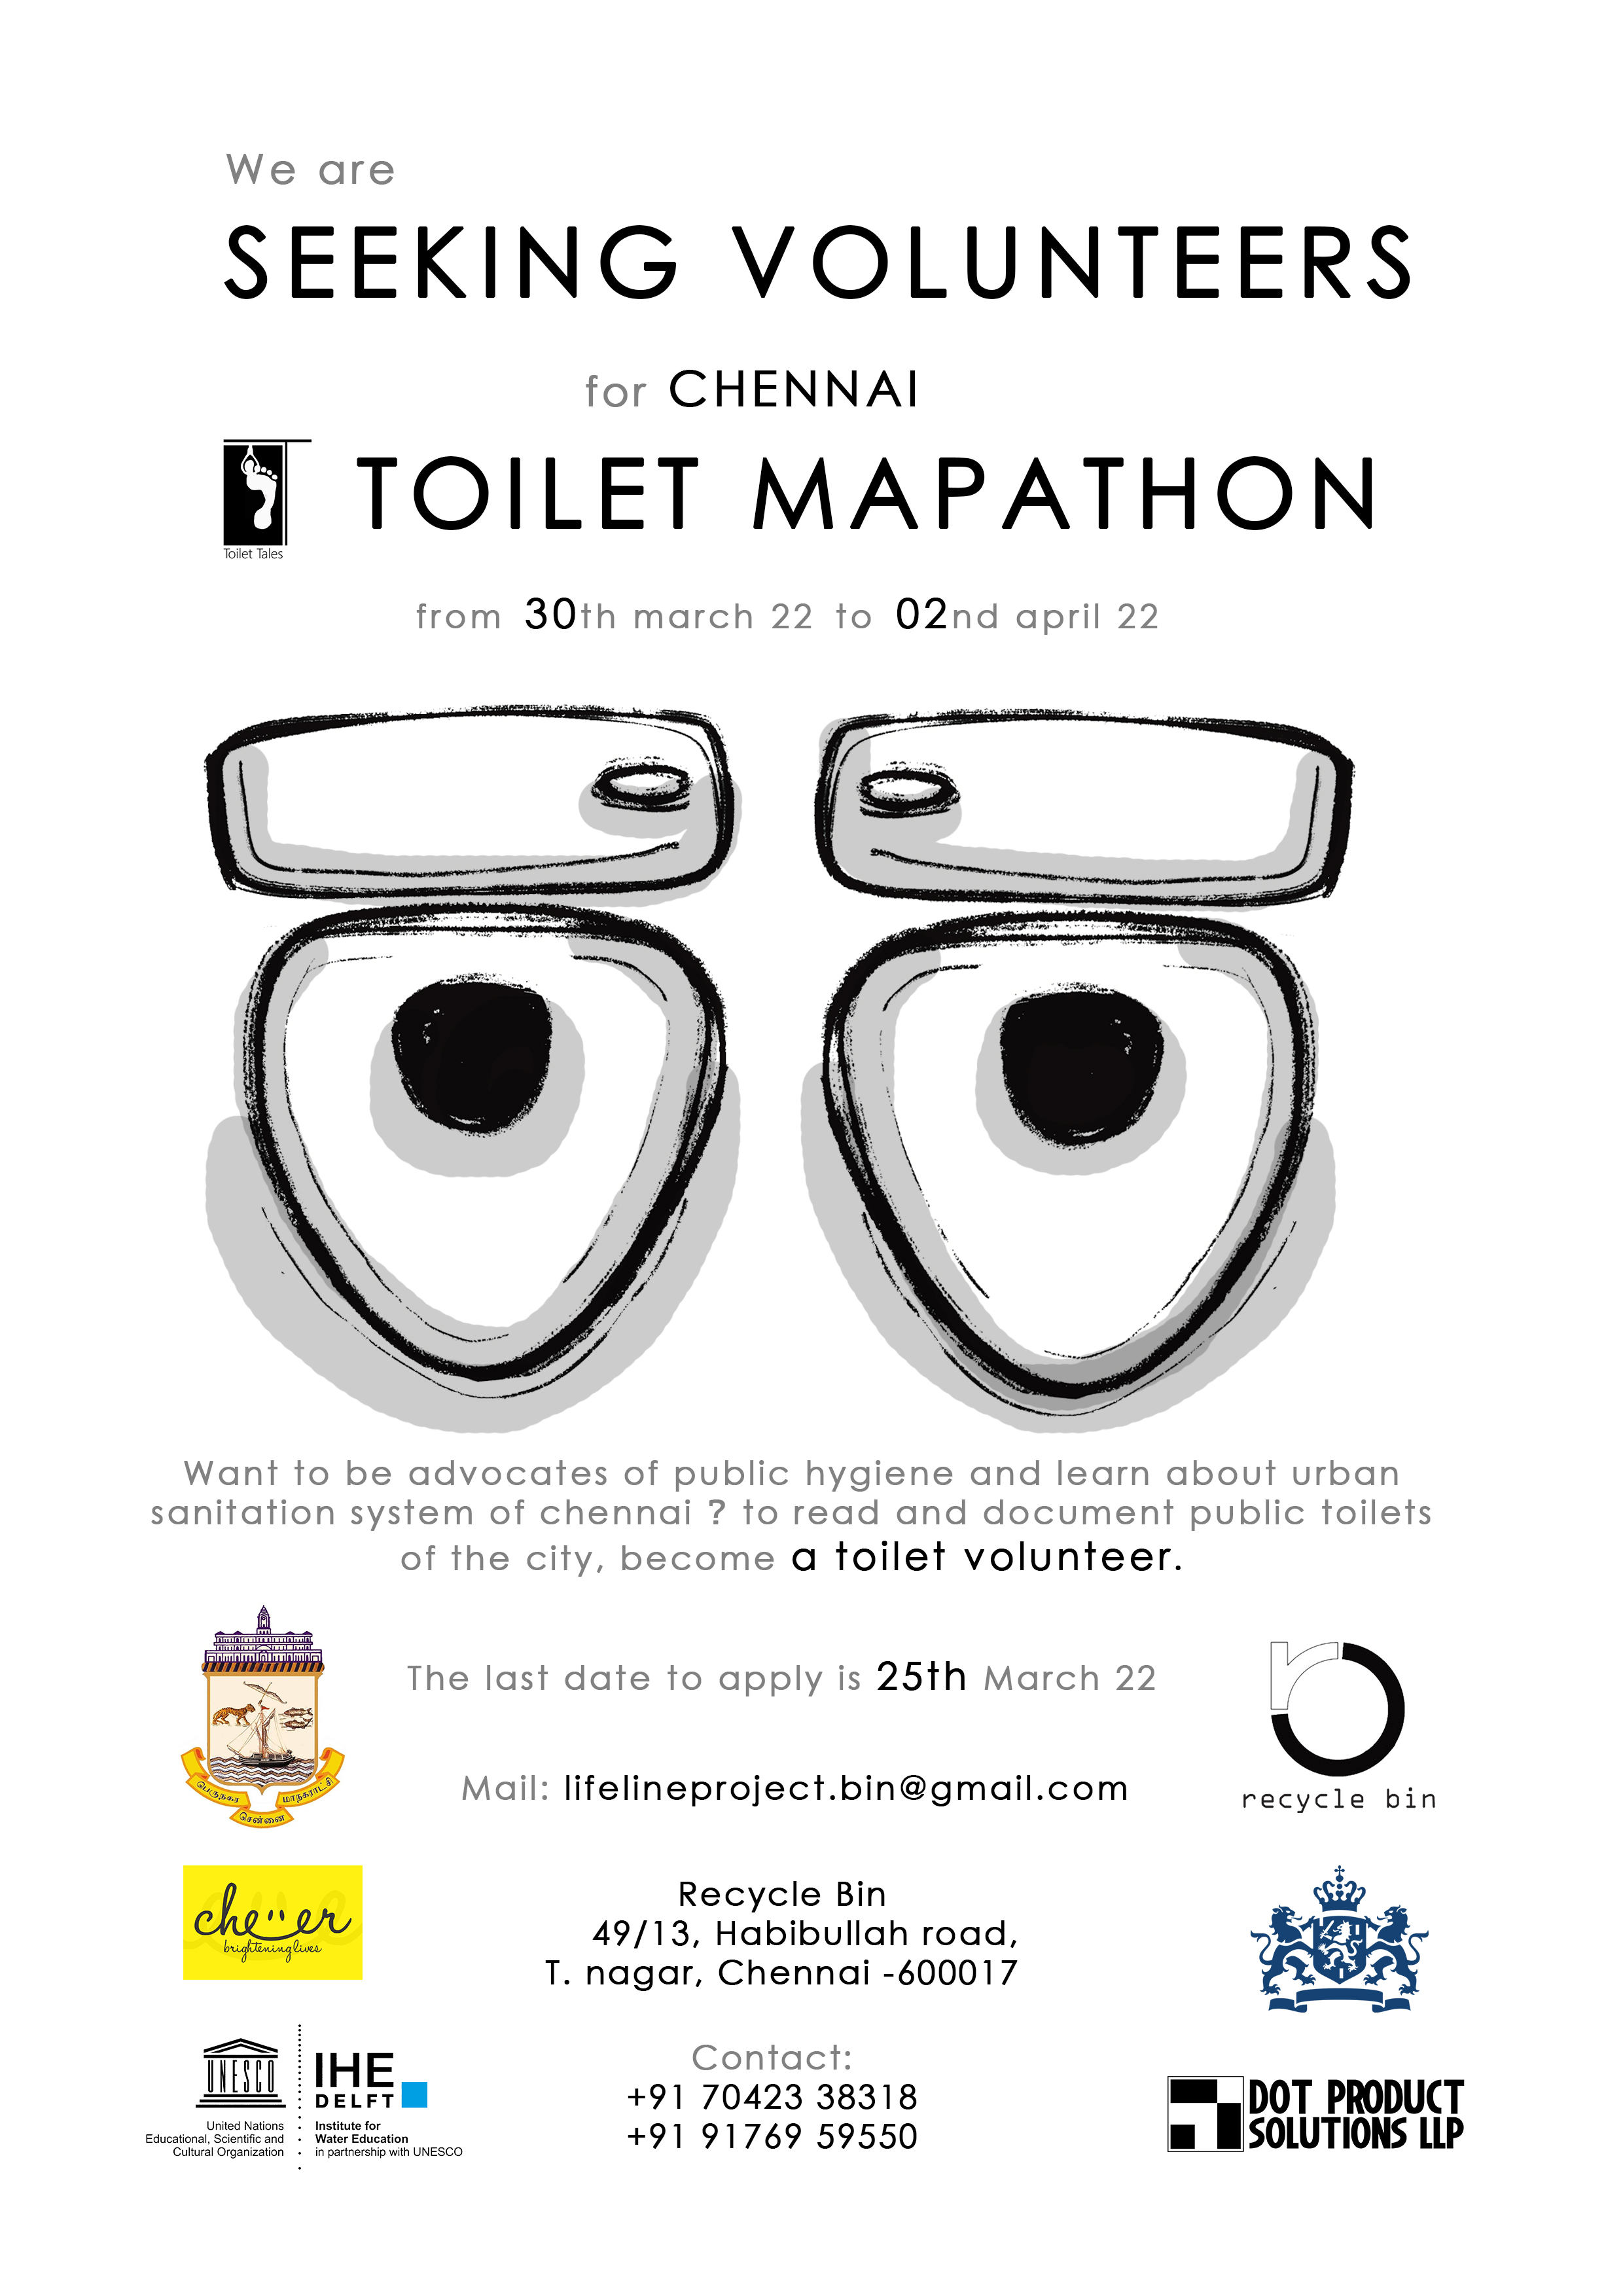 We are
SEEKING VOLUNTEERS
for CHENNAI
Toilet Tales
TOILET MAPATHON
from 30th march 22 to 02nd april 22
Want to be advocates of public hygiene and learn about urban
sanitation system of chennai ? to read and document public toilets
of the city, become a toilet volunteer.
The last date to apply is 25th March 22
பெருநகர
சென்னை
மாநகராட்சி
Mail: lifelineproject.bin@gmail.com
recycle bin
cheer
brightening lives
Recycle Bin
49/13, Habibullah road,
T. nagar, Chennai -600017
UNESCO
United Nations
Educational, Scientific and
Cultural Organization
IHE
DELFT
Institute for
Water Education
in partnership with UNESCO
Contact:
+91 70423 38318
+91 91769 59550
DOT PRODUCT
SOLUTIONS LLP